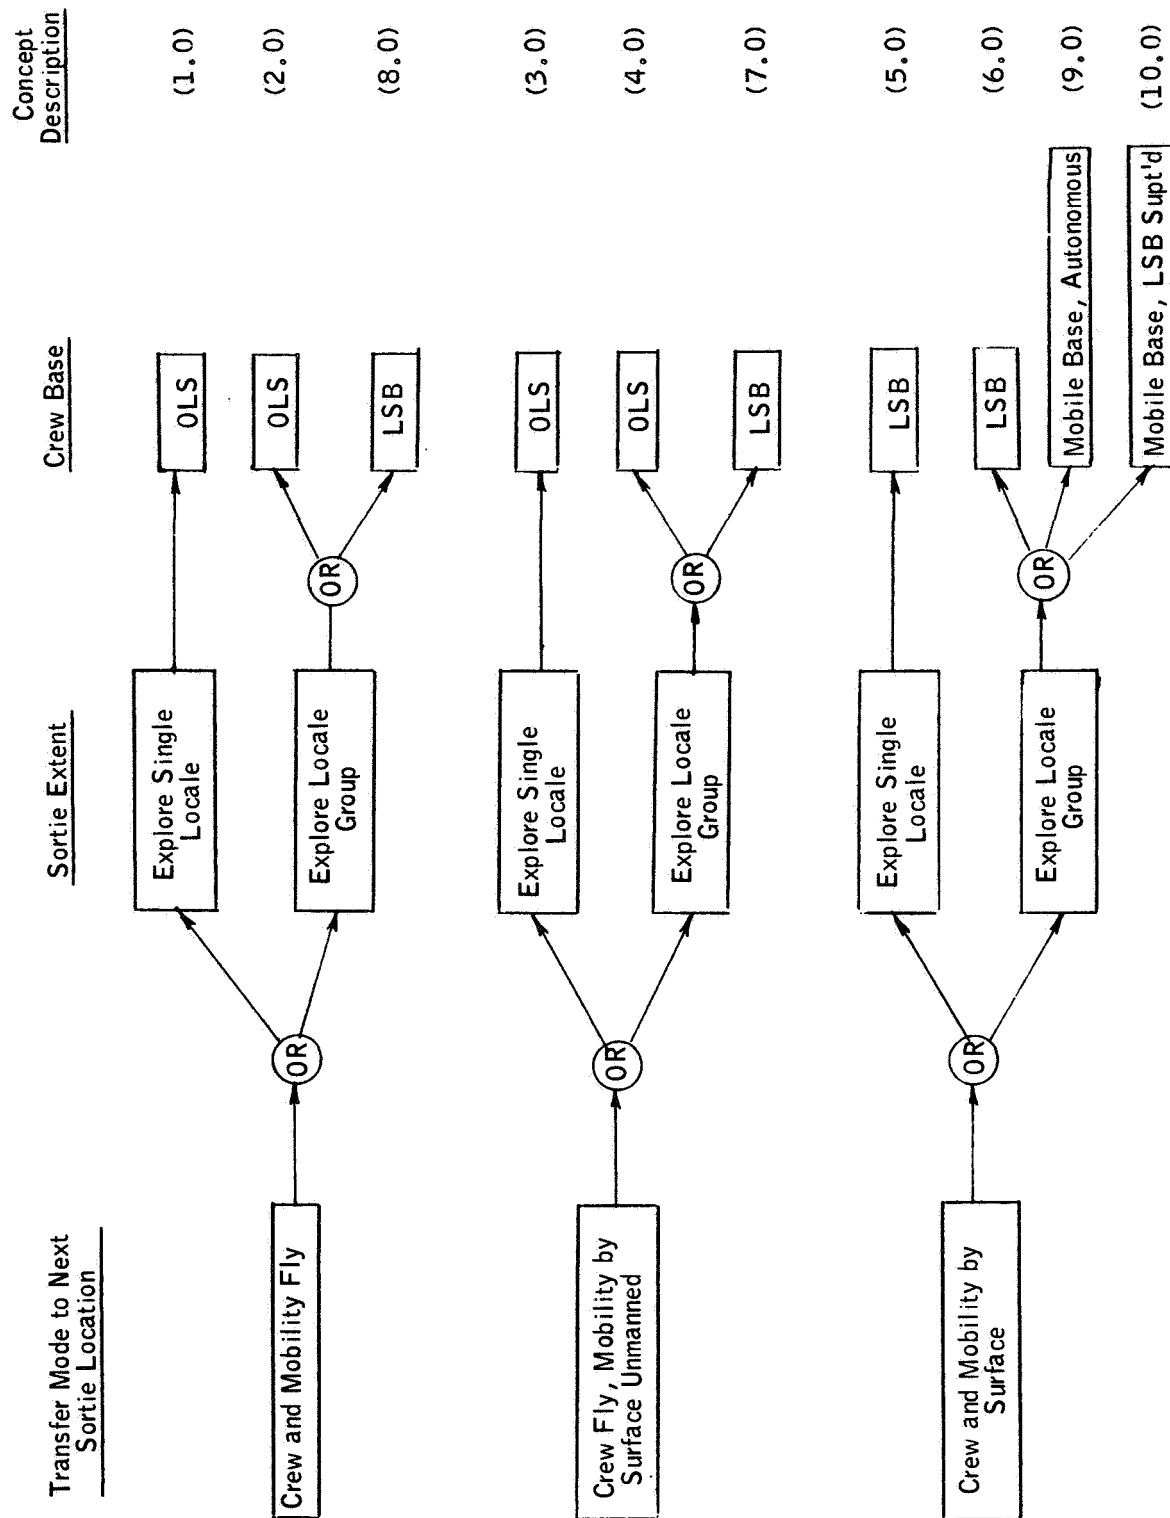 Transfer Mode to Next
Sortie Location
Sortie Extent
Crew Base
Concept
Description
Crew and Mobility Fly
OR
Explore Single
Locale
OLS
(1.0)
Explore Locale
Group
OR
OLS
(2.0)
LSB
(8.0)
Crew Fly, Mobility by
Surface Unmanned
OR
Explore Single
Locale
OLS
(3.0)
Explore Locale
Group
OR
OLS
(4.0)
LSB
(7.0)
Crew and Mobility by
Surface
OR
Explore Single
Locale
LSB
(5.0)
Explore Locale
Group
OR
LSB
(6.0)
Mobile Base, Autonomous
(9.0)
Mobile Base, LSB Supt'd
(10.0)